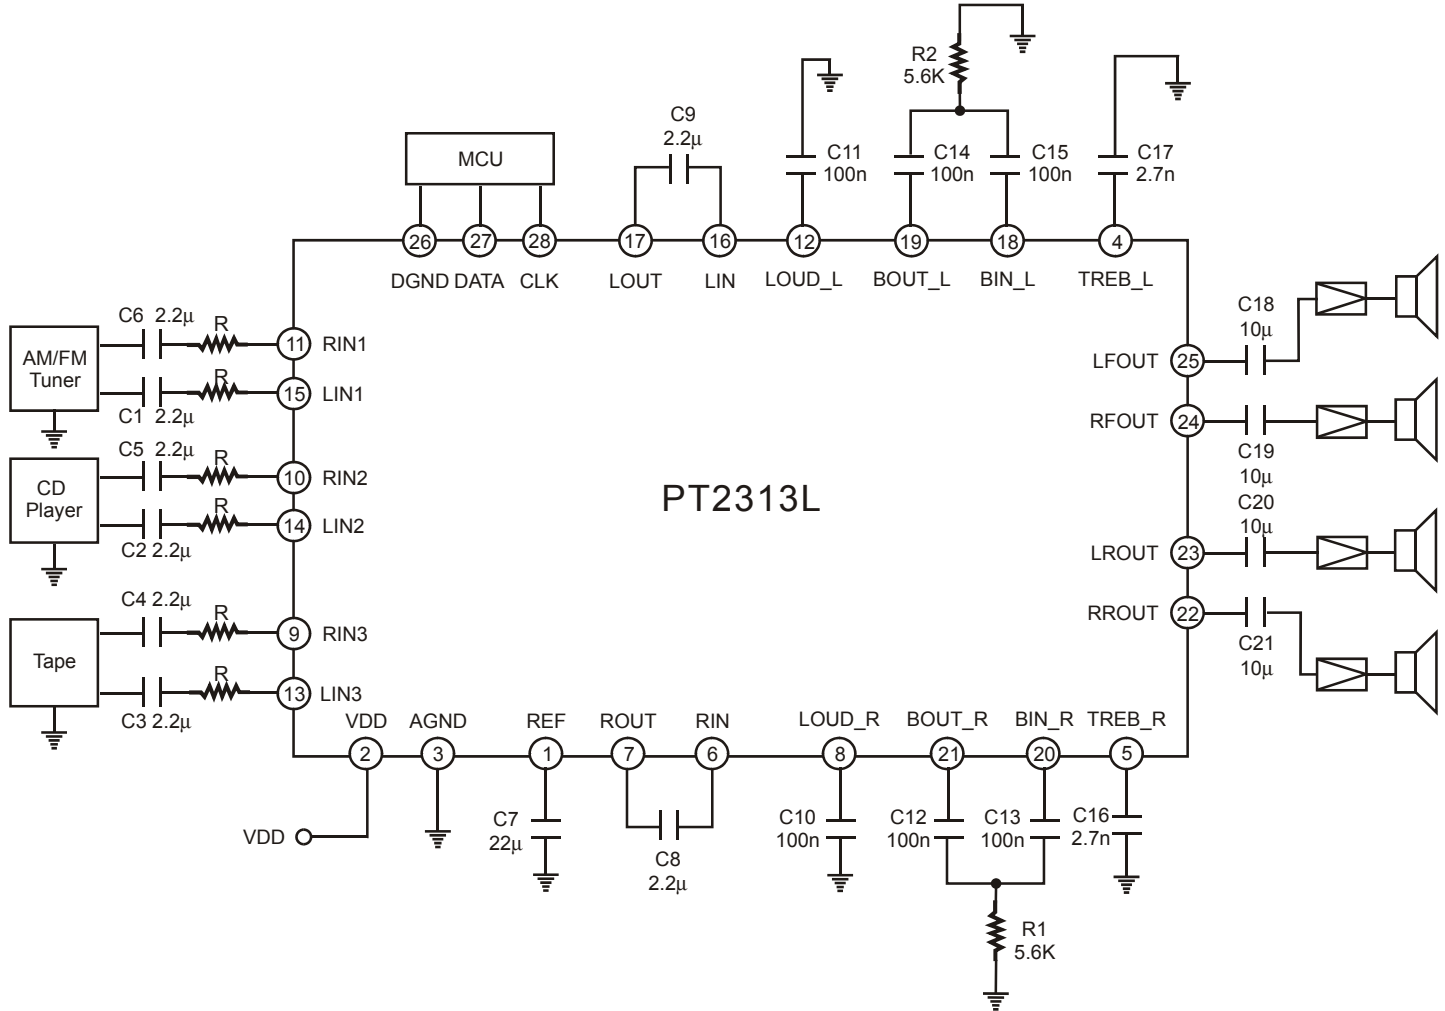 R2
5.6K
C9
2.2μ
MCU
C11
100n
C14
100n
C15
100n
C17
2.7n
26
27
28
17
16
12
19
18
4
DGND
DATA
CLK
LOUT
LIN
LOUD_L
BOUT_L
BIN_L
TREB_L
AM/FM
Tuner
C6 2.2μ
R
11
RIN1
R
15
LIN1
C1 2.2μ
CD
Player
C5 2.2μ
R
10
RIN2
R
14
LIN2
C2 2.2μ
Tape
C4 2.2μ
R
9
RIN3
R
13
LIN3
C3 2.2μ
PT2313L
LFOUT
25
C18
10μ
RFOUT
24
C19
10μ
LROUT
23
C20
10μ
RROUT
22
C21
10μ
VDD
AGND
REF
ROUT
RIN
LOUD_R
BOUT_R
BIN_R
TREB_R
2
3
1
7
6
8
21
20
5
VDD
C7
22μ
C8
2.2μ
C10
100n
C12
100n
C13
100n
C16
2.7n
R1
5.6K